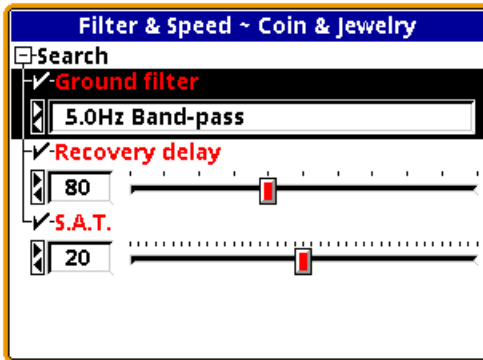 Filter & Speed ~ Coin & Jewelry
Search
Ground filter
5.0Hz Band-pass
Recovery delay
80
S.A.T.
20